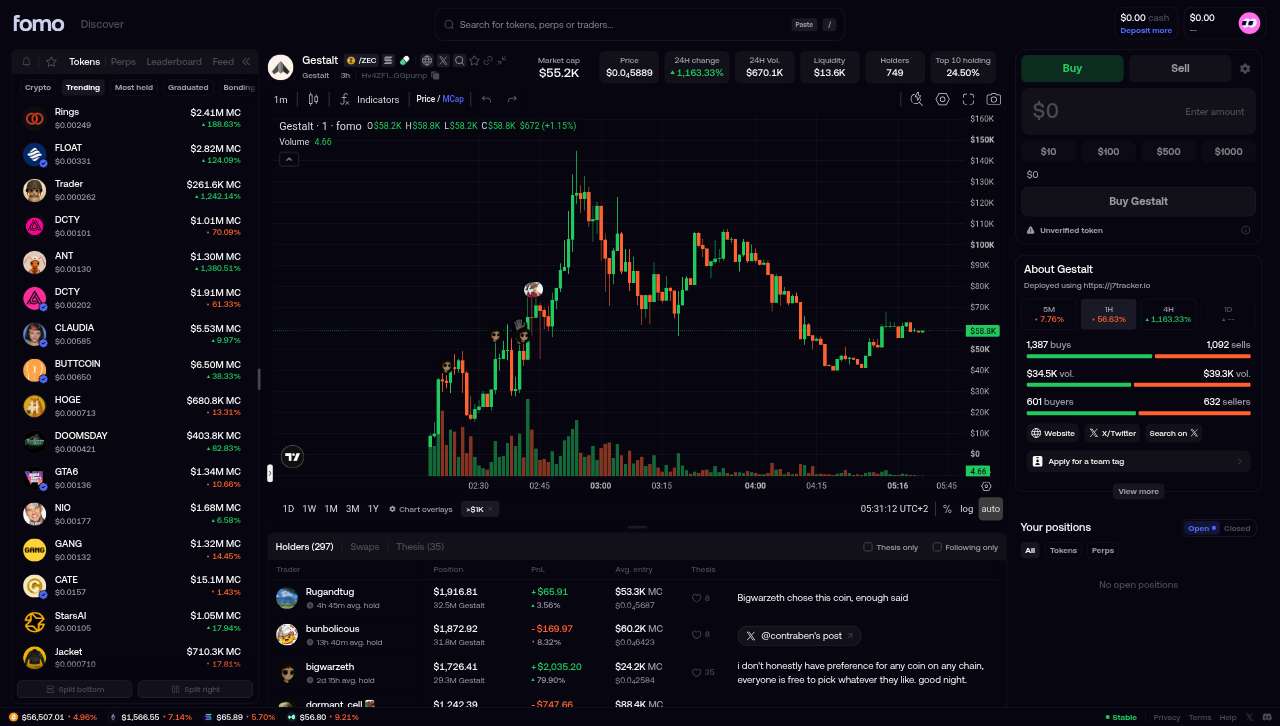 fomo
Discover
Search for tokens, perps or traders...
Paste
/
$0.00 cash
Deposit more
$0.00
—
Tokens
Perps
Leaderboard
Feed
Crypto
Trending
Most held
Graduated
Bonding
Rings
$0.00249
$2.41M MC
188.63%
FLOAT
$0.00331
$2.82M MC
124.09%
Trader
$0.000262
$261.6K MC
1,242.14%
DCTY
$0.00101
$1.01M MC
70.09%
ANT
$0.00130
$1.30M MC
1,380.51%
DCTY
$0.00202
$1.91M MC
61.33%
CLAUDIA
$0.00585
$5.53M MC
9.97%
BUTTCOIN
$0.00650
$6.50M MC
38.33%
HOGE
$0.000713
$680.8K MC
13.31%
DOOMSDAY
$0.000421
$403.8K MC
62.83%
GTA6
$0.00136
$1.34M MC
10.66%
NIO
$0.00177
$1.68M MC
6.58%
GANG
$0.00132
$1.32M MC
14.45%
CATE
$0.0157
$15.1M MC
1.43%
StarsAI
$0.00105
$1.05M MC
17.94%
Jacket
$0.000710
$710.3K MC
17.81%
Split bottom
Split right
Gestalt
/ZEC
Gestalt
3h
Hv4ZF1...GGpump
Market cap
$55.2K
Price
$0.0₄5889
24H change
1,163.33%
24H Vol.
$670.1K
Liquidity
$13.6K
Holders
749
Top 10 holding
24.50%
1m
Indicators
Price / MCap
Gestalt · 1 · fomo O$58.2K H$58.8K L$58.2K C$58.8K $672 (+1.15%)
Volume 4.66
$160K
$150K
$140K
$130K
$120K
$110K
$100K
$90K
$80K
$70K
$58.8K
$50K
$40K
$30K
$20K
$10K
$0
4.66
02:30
02:45
03:00
03:15
04:00
04:15
05:16
05:45
1D
1W
1M
3M
1Y
Chart overlays
>$1K
05:31:12 UTC+2
%
log
auto
Holders (297)
Swaps
Thesis (35)
Thesis only
Following only
Trader
Position
PnL
Avg. entry
Thesis
Rugandtug
4h 45m avg. hold
$1,916.81
32.5M Gestalt
+$65.91
3.56%
$53.3K MC
$0.0₄5687
8
Bigwarzeth chose this coin, enough said
bunbolicous
13h 40m avg. hold
$1,872.92
31.8M Gestalt
-$169.97
8.32%
$60.2K MC
$0.0₄6423
8
@contraben's post
bigwarzeth
2d 15h avg. hold
$1,726.41
29.3M Gestalt
+$2,035.20
79.90%
$24.2K MC
$0.0₄2584
35
i don't honestly have preference for any coin on any chain,
everyone is free to pick whatever they like. good night.
dormant_cell
$1,242.39
-$747.66
$88.4K MC
Buy
Sell
$0
Enter amount
$10
$100
$500
$1000
$0
Buy Gestalt
Unverified token
About Gestalt
Deployed using https://j7tracker.io
5M
7.76%
1H
56.63%
4H
1,163.33%
1D
--
1,387 buys
1,092 sells
$34.5K vol.
$39.3K vol.
601 buyers
632 sellers
Website
X/Twitter
Search on
Apply for a team tag
View more
Your positions
Open
Closed
All
Tokens
Perps
No open positions
$56,507.01
4.96%
$1,566.55
7.14%
$65.89
5.70%
$56.80
9.21%
Stable
Privacy
Terms
Help